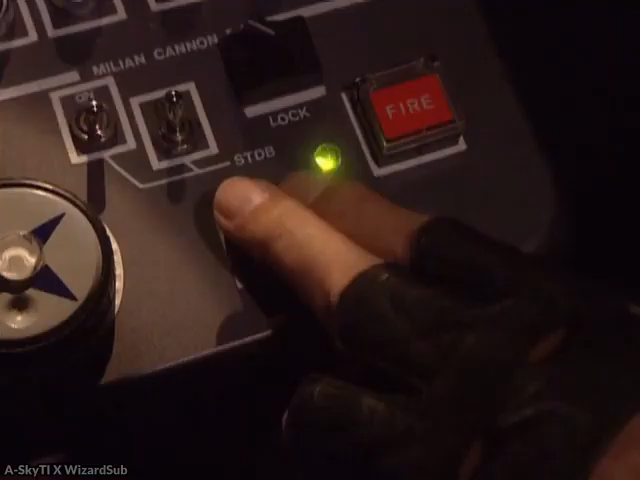 MILIAN CANNON
ON
LOCK
FIRE
STDB
A-SkyTI X WizardSub